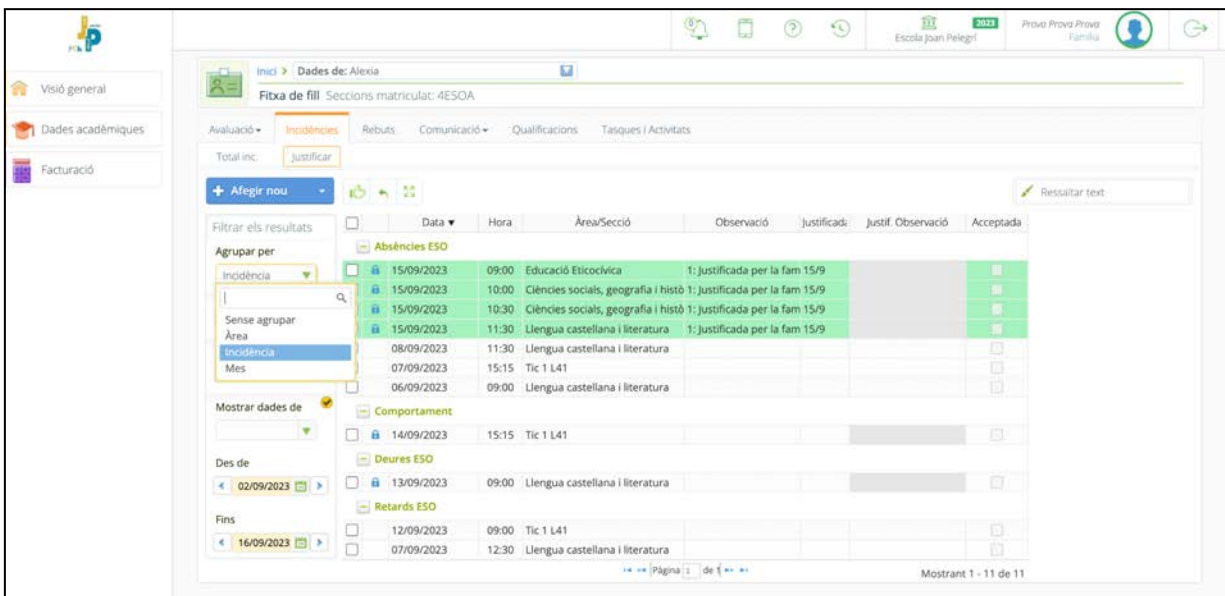 0
Escola Joan Pelegrí
2023
Prova Prova Prova
Família
Visió general
Dades acadèmiques
Facturació
Inici > Dades de: Alexia
Fitxa de fill Seccions matriculat: 4ESOA
Avaluació Incidències Rebuts Comunicació Qualificacions Tasques i Activitats
Total inc. Justificar
+ Afegir nou
Ressaltar text
Filtrar els resultats
Agrupar per
Incidència
Sense agrupar
Àrea
Incidència
Mes
Mostrar dades de
Des de
02/09/2023
Fins
16/09/2023
Data ▼ Hora Àrea/Secció Observació Justificada Justif. Observació Acceptada
Absències ESO
15/09/2023 09:00 Educació Eticocívica 1: Justificada per la fam 15/9
15/09/2023 10:00 Ciències socials, geografia i histò 1: Justificada per la fam 15/9
15/09/2023 10:30 Ciències socials, geografia i histò 1: Justificada per la fam 15/9
15/09/2023 11:30 Llengua castellana i literatura 1: Justificada per la fam 15/9
08/09/2023 11:30 Llengua castellana i literatura
07/09/2023 15:15 Tic 1 L41
06/09/2023 09:00 Llengua castellana i literatura
Comportament
14/09/2023 15:15 Tic 1 L41
Deures ESO
13/09/2023 09:00 Llengua castellana i literatura
Retards ESO
12/09/2023 09:00 Tic 1 L41
07/09/2023 12:30 Llengua castellana i literatura
Pàgina 1 de 1
Mostrant 1 - 11 de 11